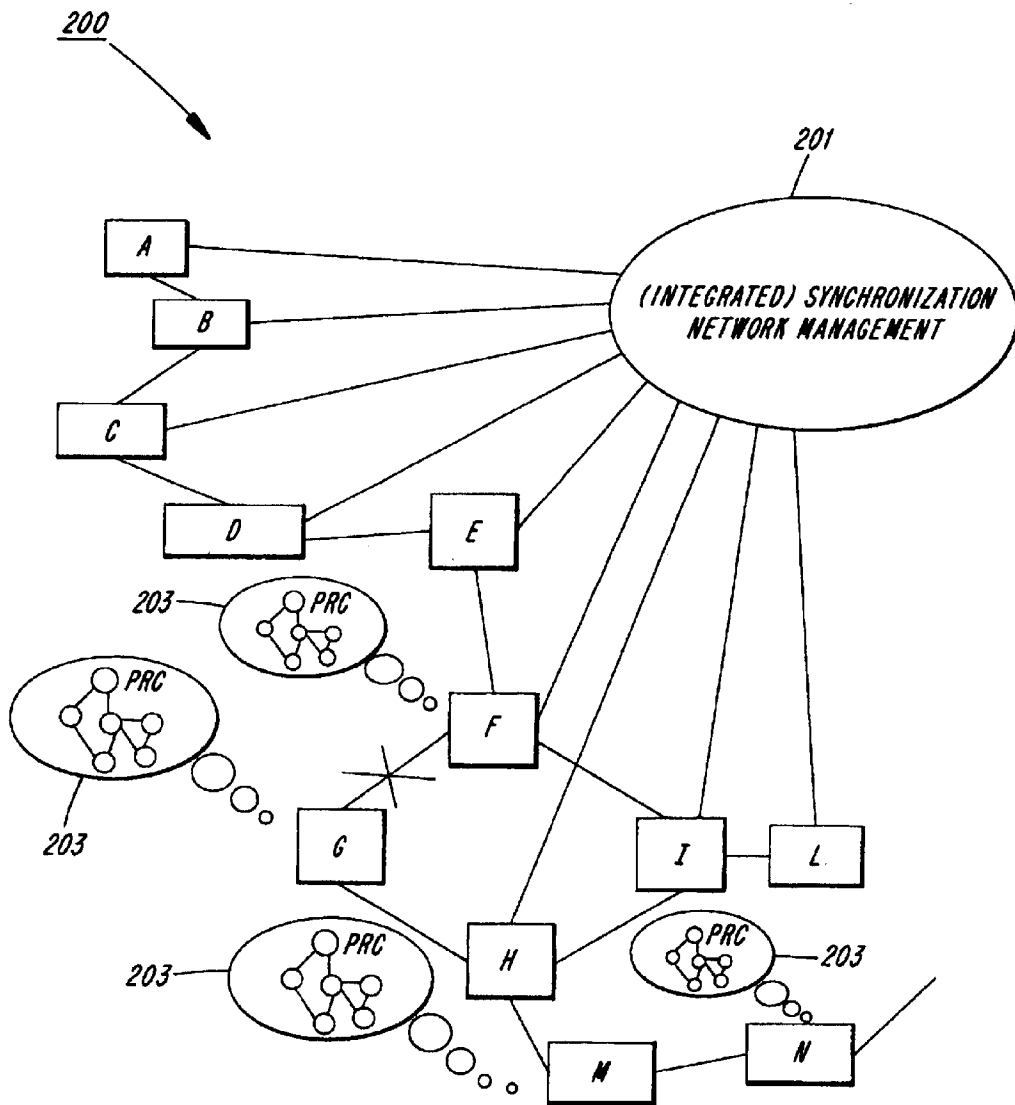 200
201
A
(INTEGRATED) SYNCHRONIZATION
NETWORK MANAGEMENT
B
C
D
E
203
PRC
PRC
F
203
G
I
L
PRC
H
PRC
203
203
M
N